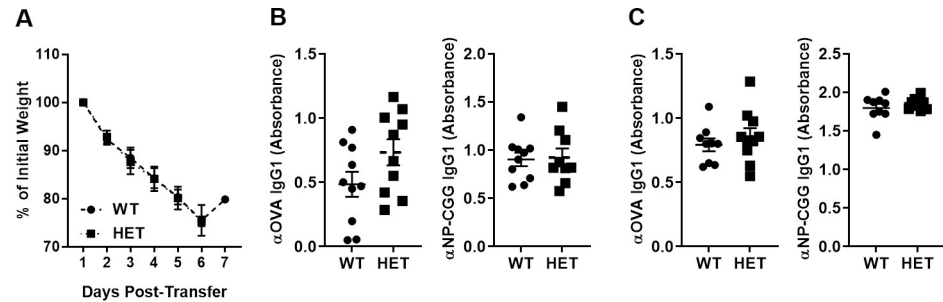 A
B
C
% of Initial Weight
110
100
90
80
70
WT
HET
1 2 3 4 5 6 7
Days Post-Transfer
αOVA IgG1 (Absorbance)
1.5
1.0
0.5
0.0
WT HET
αNP-CGG IgG1 (Absorbance)
2.0
1.5
1.0
0.5
0.0
WT HET
αOVA IgG1 (Absorbance)
1.5
1.0
0.5
0.0
WT HET
αNP-CGG IgG1 (Absorbance)
2.5
2.0
1.5
1.0
0.5
0.0
WT HET